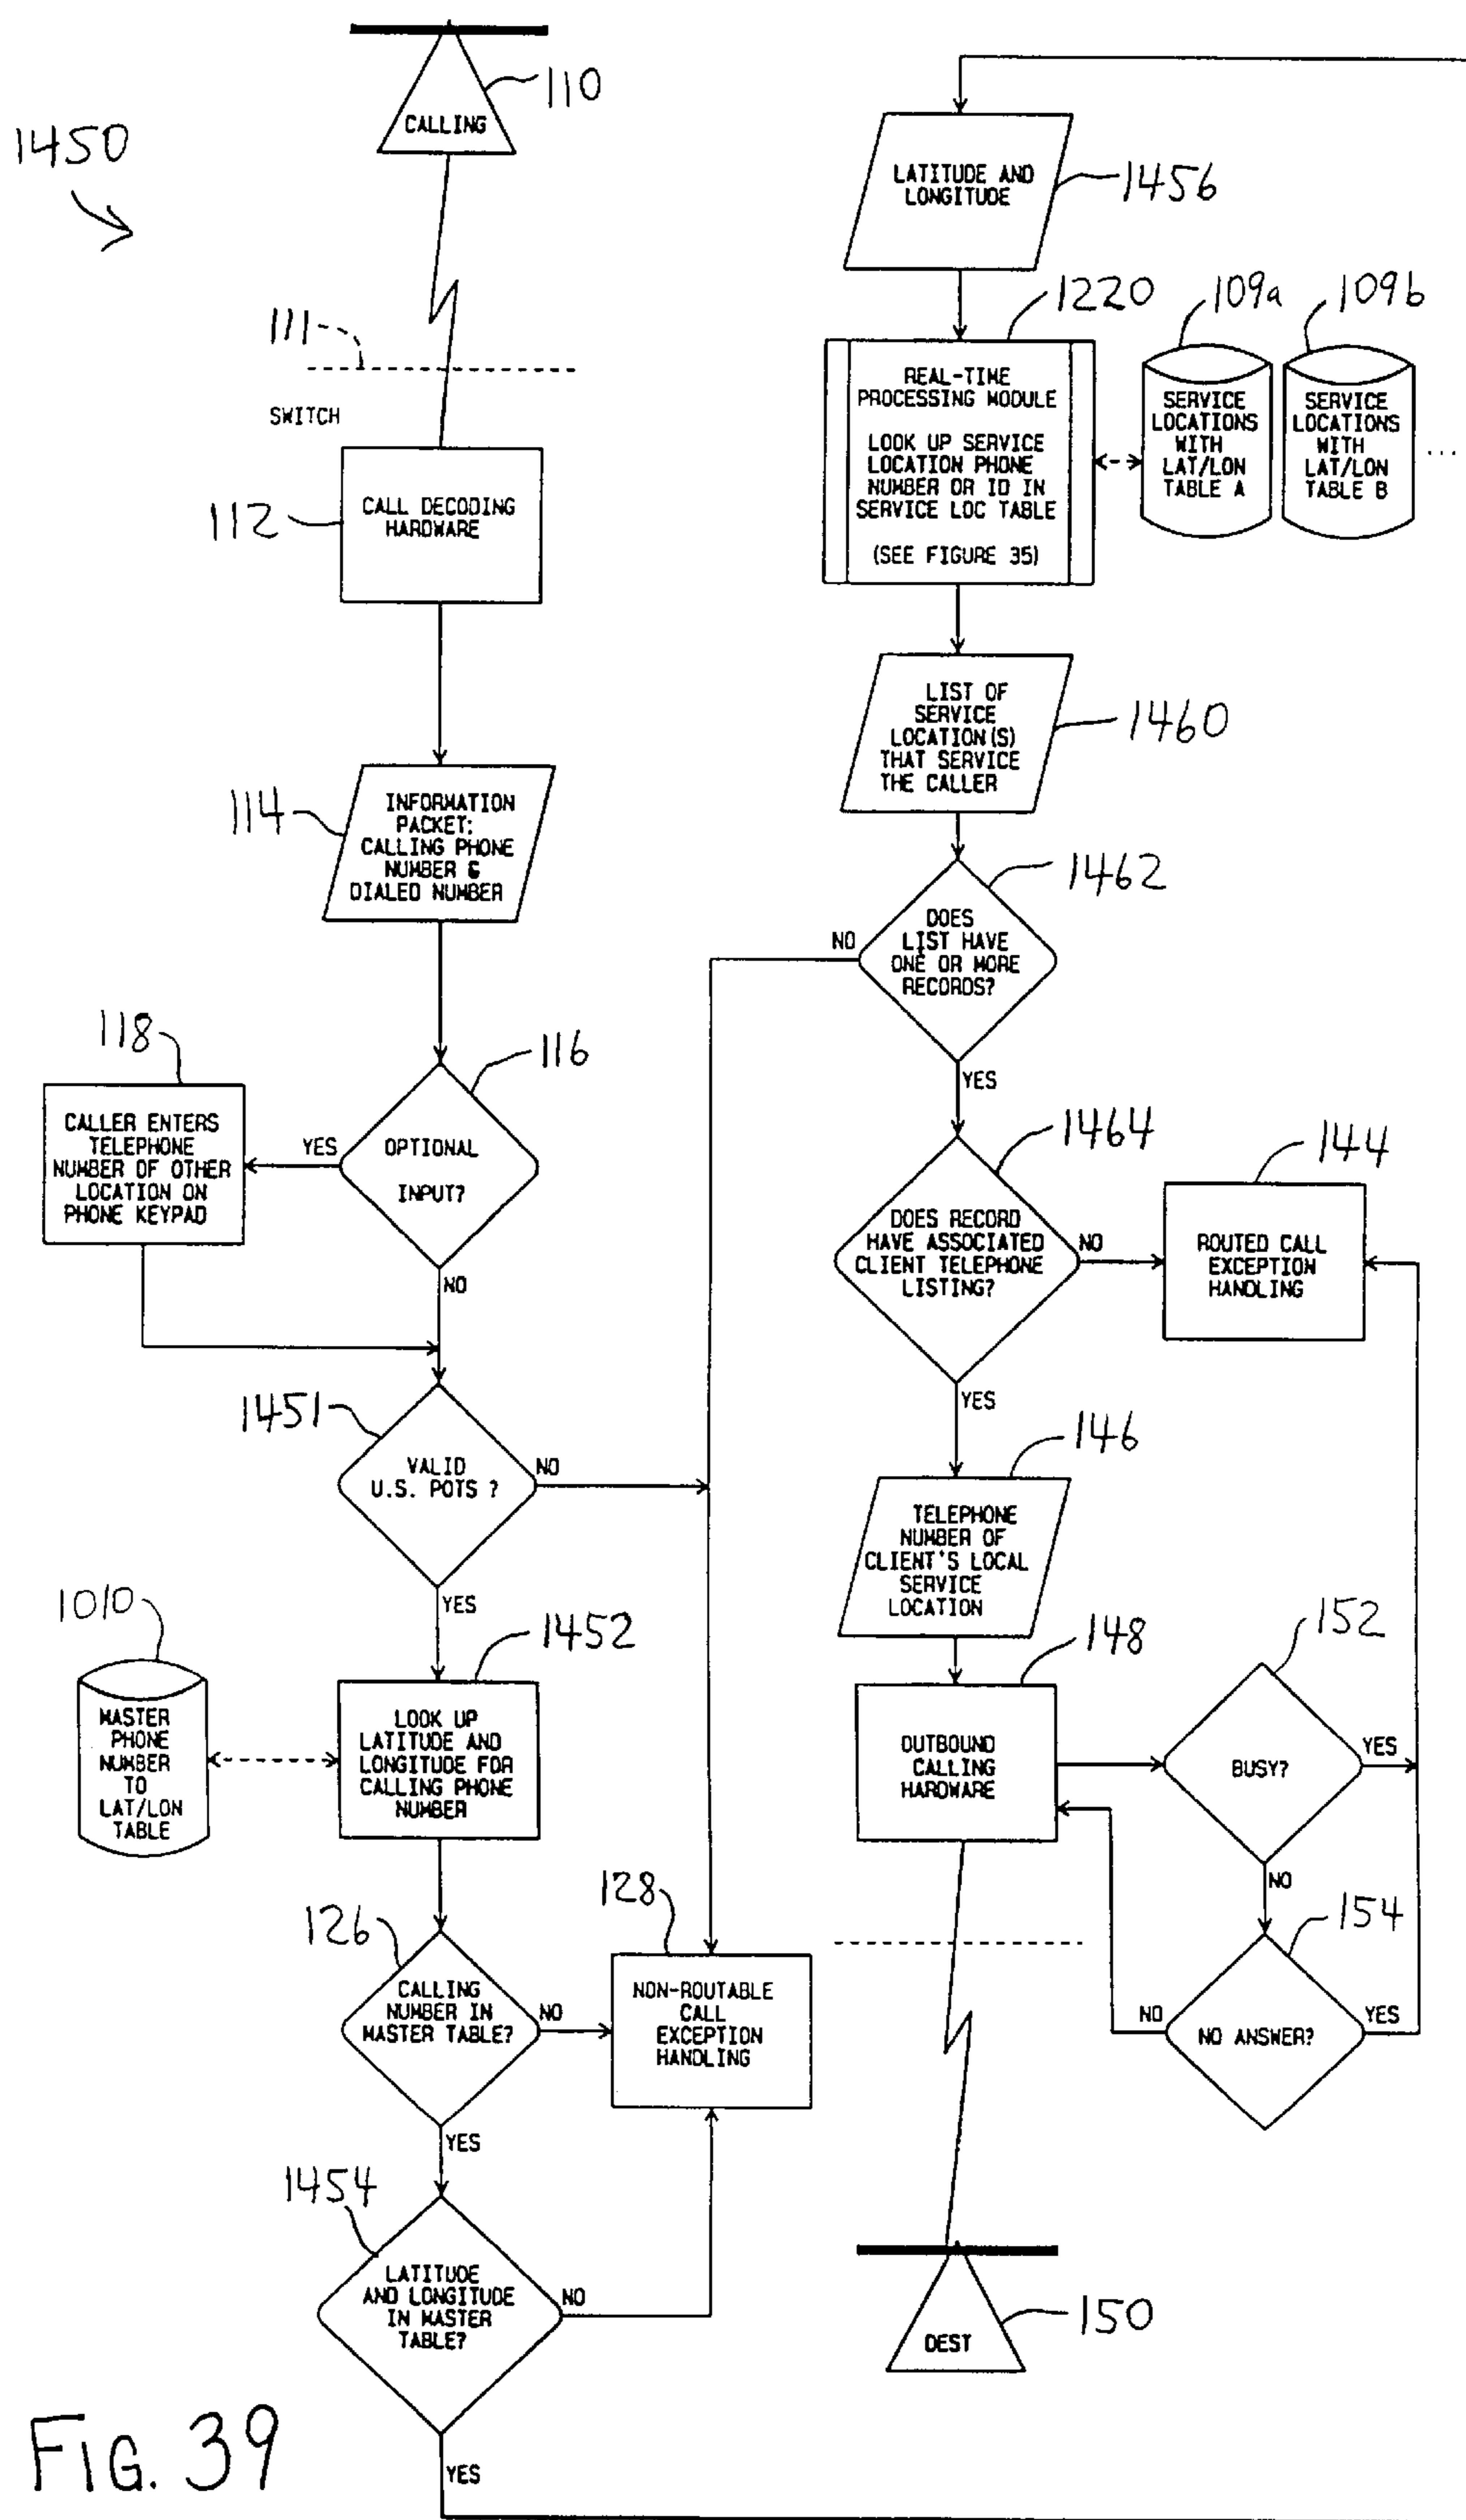 1450
110
CALLING
111
SWITCH
112
CALL DECODING
HARDWARE
114
INFORMATION
PACKET:
CALLING PHONE
NUMBER &
DIALED NUMBER
116
OPTIONAL
INPUT?
YES
NO
118
CALLER ENTERS
TELEPHONE
NUMBER OF OTHER
LOCATION ON
PHONE KEYPAD
1451
VALID
U.S. POTS ?
NO
YES
1010
MASTER
PHONE
NUMBER
TO
LAT/LON
TABLE
1452
LOOK UP
LATITUDE AND
LONGITUDE FOR
CALLING PHONE
NUMBER
126
CALLING
NUMBER IN
MASTER TABLE?
NO
YES
128
NON-ROUTABLE
CALL
EXCEPTION
HANDLING
1454
LATITUDE
AND LONGITUDE
IN MASTER
TABLE?
NO
YES
1456
LATITUDE AND
LONGITUDE
1220
REAL-TIME
PROCESSING MODULE
LOOK UP SERVICE
LOCATION PHONE
NUMBER OR ID IN
SERVICE LOC TABLE
(SEE FIGURE 35)
109a
SERVICE
LOCATIONS
WITH
LAT/LON
TABLE A
109b
SERVICE
LOCATIONS
WITH
LAT/LON
TABLE B
...
1460
LIST OF
SERVICE
LOCATION(S)
THAT SERVICE
THE CALLER
1462
DOES
LIST HAVE
ONE OR MORE
RECORDS?
NO
YES
1464
DOES RECORD
HAVE ASSOCIATED
CLIENT TELEPHONE
LISTING?
NO
YES
144
ROUTED CALL
EXCEPTION
HANDLING
146
TELEPHONE
NUMBER OF
CLIENT'S LOCAL
SERVICE
LOCATION
148
OUTBOUND
CALLING
HARDWARE
152
BUSY?
YES
NO
154
NO ANSWER?
NO
YES
150
DEST
FIG. 39